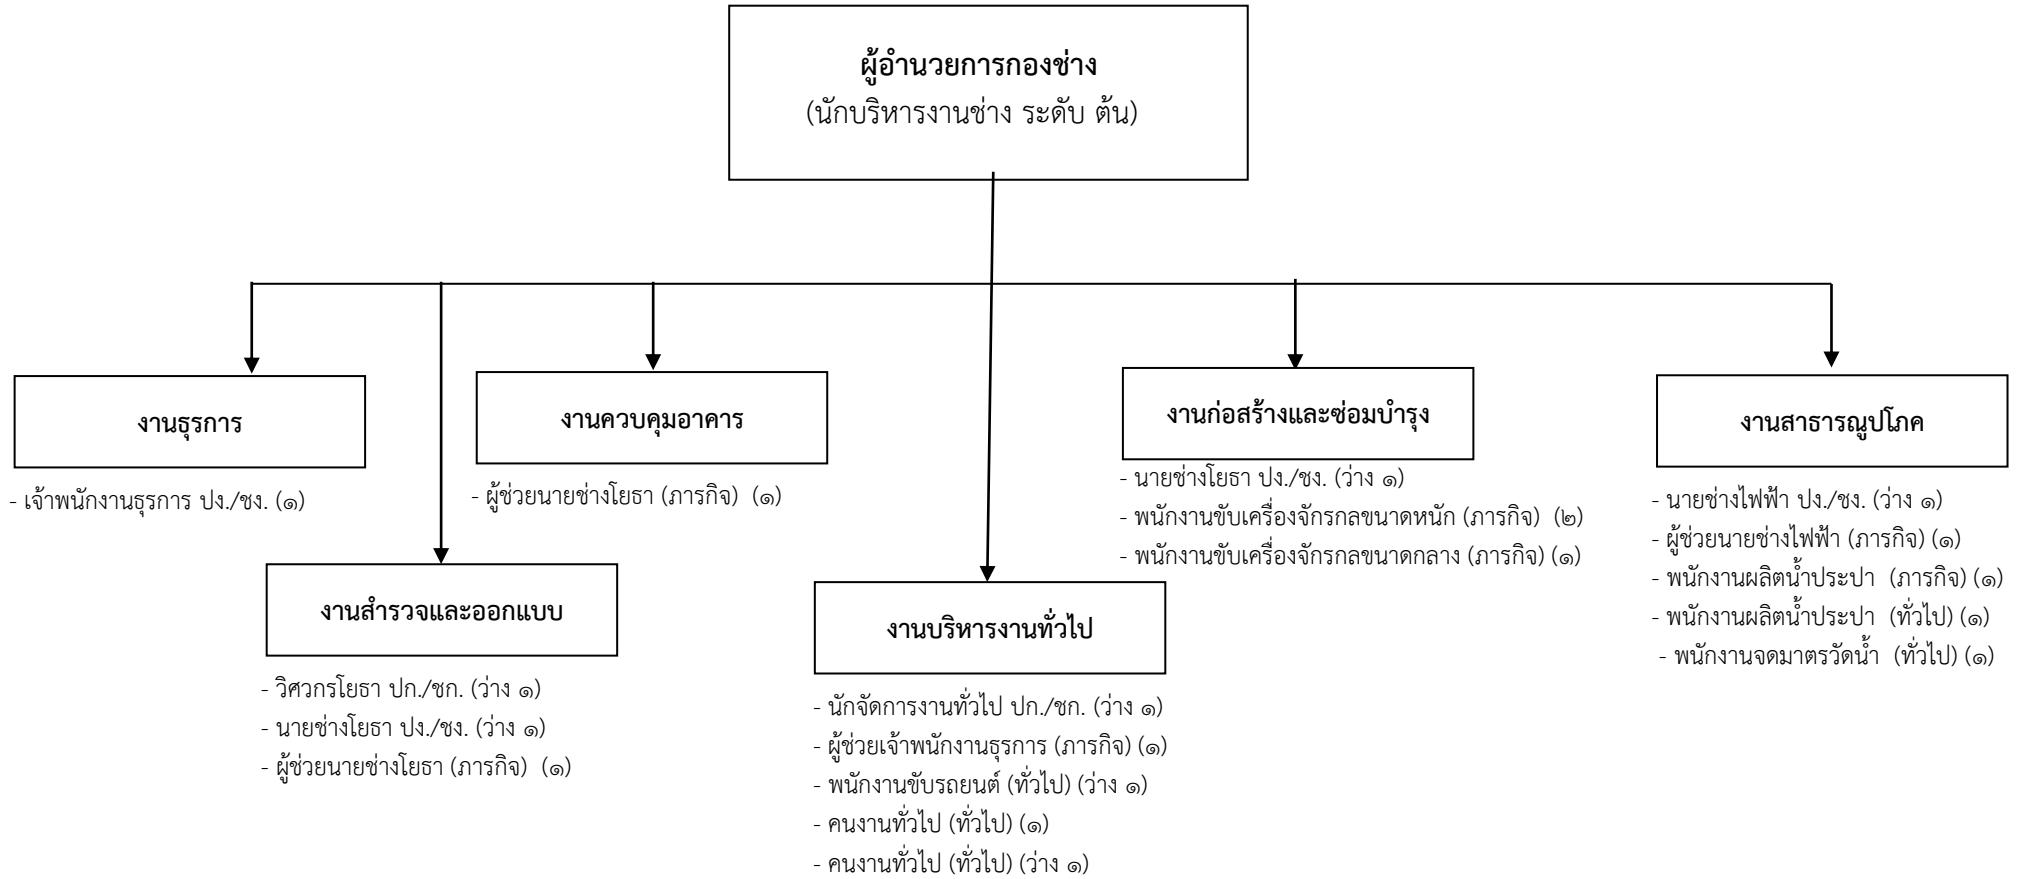 ผู้อำนวยการกองช่าง
(นักบริหารงานช่าง ระดับ ต้น)
งานธุรการ
- เจ้าพนักงานธุรการ ปง./ชง. (๑)
งานสำรวจและออกแบบ
- วิศวกรโยธา ปก./ชก. (ว่าง ๑)
- นายช่างโยธา ปง./ชง. (ว่าง ๑)
- ผู้ช่วยนายช่างโยธา (ภารกิจ) (๑)
งานควบคุมอาคาร
- ผู้ช่วยนายช่างโยธา (ภารกิจ) (๑)
งานบริหารงานทั่วไป
- นักจัดการงานทั่วไป ปก./ชก. (ว่าง ๑)
- ผู้ช่วยเจ้าพนักงานธุรการ (ภารกิจ) (๑)
- พนักงานขับรถยนต์ (ทั่วไป) (ว่าง ๑)
- คนงานทั่วไป (ทั่วไป) (๑)
- คนงานทั่วไป (ทั่วไป) (ว่าง ๑)
งานก่อสร้างและซ่อมบำรุง
- นายช่างโยธา ปง./ชง. (ว่าง ๑)
- พนักงานขับเครื่องจักรกลขนาดหนัก (ภารกิจ) (๒)
- พนักงานขับเครื่องจักรกลขนาดกลาง (ภารกิจ) (๑)
งานสาธารณูปโภค
- นายช่างไฟฟ้า ปง./ชง. (ว่าง ๑)
- ผู้ช่วยนายช่างไฟฟ้า (ภารกิจ) (๑)
- พนักงานผลิตน้ำประปา (ภารกิจ) (๑)
- พนักงานผลิตน้ำประปา (ทั่วไป) (๑)
- พนักงานจดมาตรวัดน้ำ (ทั่วไป) (๑)